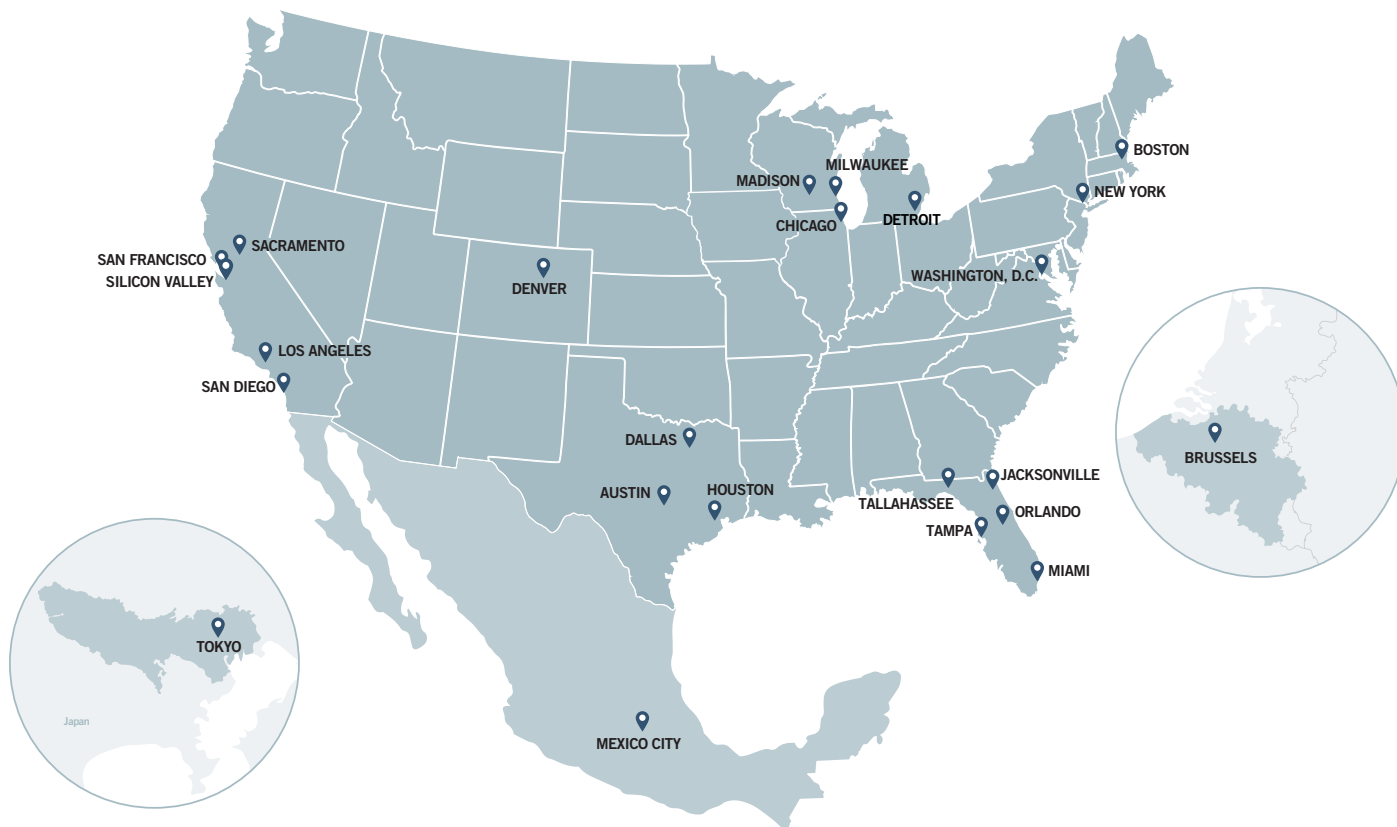 BOSTON
MILWAUKEE
MADISON
NEW YORK
DETROIT
CHICAGO
SACRAMENTO
SAN FRANCISCO
WASHINGTON, D.C.
SILICON VALLEY
DENVER
LOS ANGELES
SAN DIEGO
DALLAS
BRUSSELS
JACKSONVILLE
HOUSTON
AUSTIN
TALLAHASSEE
ORLANDO
TAMPA
MIAMI
TOKYO
Japan
MEXICO CITY